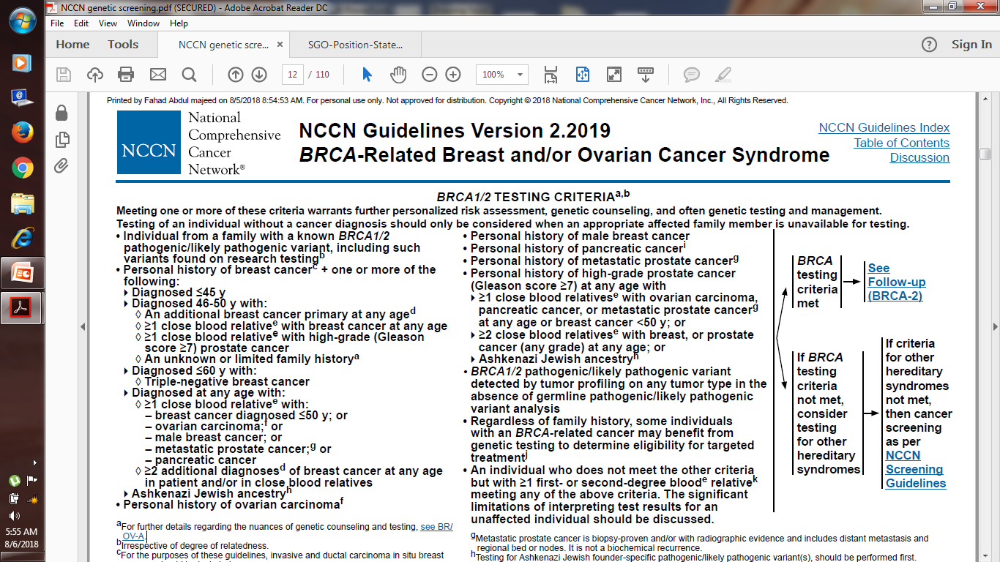 NCCN genetic screening.pdf (SECURED) - Adobe Acrobat Reader DC
File Edit View Window Help
Home Tools NCCN genetic scre... × SGO-Position-State... ? Sign In
12 / 110 100%
Printed by Fahad Abdul majeed on 8/5/2018 8:54:53 AM. For personal use only. Not approved for distribution. Copyright © 2018 National Comprehensive Cancer Network, Inc., All Rights Reserved.
NCCN
National
Comprehensive
Cancer
Network®
NCCN Guidelines Version 2.2019
BRCA-Related Breast and/or Ovarian Cancer Syndrome
NCCN Guidelines Index
Table of Contents
Discussion
BRCA1/2 TESTING CRITERIAa,b
Meeting one or more of these criteria warrants further personalized risk assessment, genetic counseling, and often genetic testing and management.
Testing of an individual without a cancer diagnosis should only be considered when an appropriate affected family member is unavailable for testing.
• Individual from a family with a known BRCA1/2
pathogenic/likely pathogenic variant, including such
variants found on research testingb
• Personal history of breast cancerc + one or more of the
following:
Diagnosed ≤45 y
Diagnosed 46-50 y with:
◊ An additional breast cancer primary at any aged
◊ ≥1 close blood relativee with breast cancer at any age
◊ ≥1 close blood relativee with high-grade (Gleason
score ≥7) prostate cancer
◊ An unknown or limited family historya
Diagnosed ≤60 y with:
◊ Triple-negative breast cancer
Diagnosed at any age with:
◊ ≥1 close blood relativee with:
– breast cancer diagnosed ≤50 y; or
– ovarian carcinoma;f or
– male breast cancer; or
– metastatic prostate cancer;g or
– pancreatic cancer
◊ ≥2 additional diagnosesd of breast cancer at any age
in patient and/or in close blood relatives
Ashkenazi Jewish ancestryh
• Personal history of ovarian carcinomaf
• Personal history of male breast cancer
• Personal history of pancreatic canceri
• Personal history of metastatic prostate cancerg
• Personal history of high-grade prostate cancer
(Gleason score ≥7) at any age with
≥1 close blood relativese with ovarian carcinoma,
pancreatic cancer, or metastatic prostate cancerg
at any age or breast cancer <50 y; or
≥2 close blood relativese with breast, or prostate
cancer (any grade) at any age; or
Ashkenazi Jewish ancestryh
• BRCA1/2 pathogenic/likely pathogenic variant
detected by tumor profiling on any tumor type in the
absence of germline pathogenic/likely pathogenic
variant analysis
• Regardless of family history, some individuals
with an BRCA-related cancer may benefit from
genetic testing to determine eligibility for targeted
treatmentj
• An individual who does not meet the other criteria
but with ≥1 first- or second-degree bloode relativek
meeting any of the above criteria. The significant
limitations of interpreting test results for an
unaffected individual should be discussed.
BRCA
testing
criteria
met
See
Follow-up
(BRCA-2)
If BRCA
testing
criteria
not met,
consider
testing
for other
hereditary
syndromes
If criteria
for other
hereditary
syndromes
not met,
then cancer
screening
as per
NCCN
Screening
Guidelines
aFor further details regarding the nuances of genetic counseling and testing, see BR/
OV-A.
bIrrespective of degree of relatedness.
cFor the purposes of these guidelines, invasive and ductal carcinoma in situ breast
gMetastatic prostate cancer is biopsy-proven and/or with radiographic evidence and includes distant metastasis and
regional bed or nodes. It is not a biochemical recurrence.
hTesting for Ashkenazi Jewish founder-specific pathogenic/likely pathogenic variant(s), should be performed first.
5:55 AM
8/6/2018